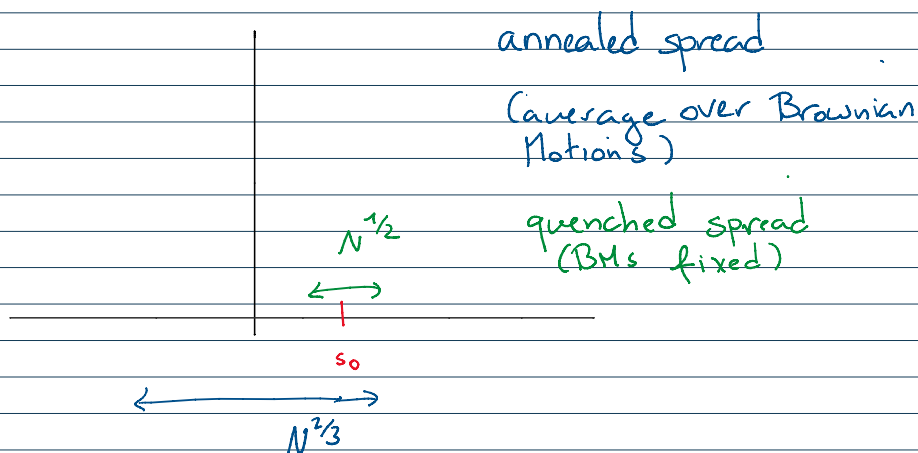 annealed spread
(average over Brownian
Motions)
quenched spread
(BMs fixed)
N^1/2
s₀
N^2/3